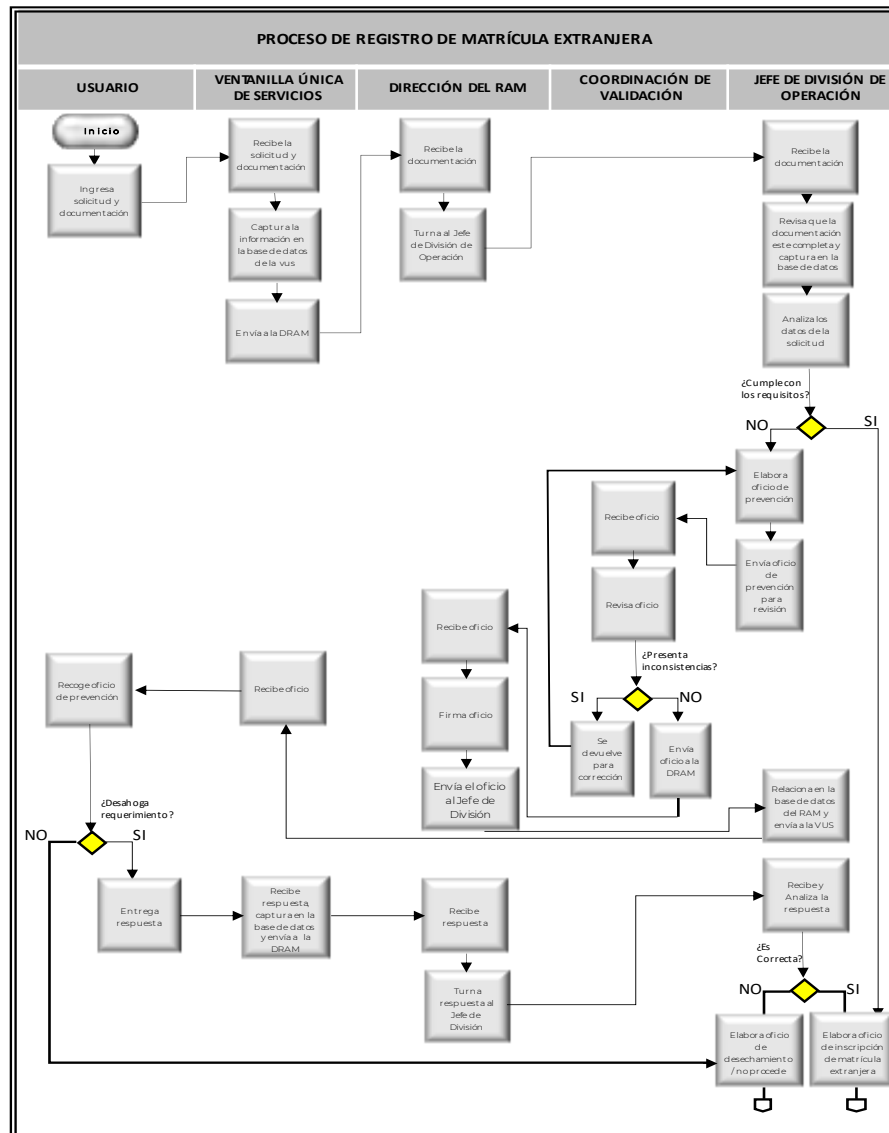 PROCESO DE REGISTRO DE MATRÍCULA EXTRANJERA
USUARIO
VENTANILLA ÚNICA
DE SERVICIOS
DIRECCIÓN DEL RAM
COORDINACIÓN DE
VALIDACIÓN
JEFE DE DIVISIÓN DE
OPERACIÓN
Inicio
Ingresa
solicitud y
documentación
Recibe la
solicitud y
documentación
Captura la
información en
la base de datos
de la vus
Envía a la DRAM
Recibe la
documentación
Turna al Jefe
de División de
Operación
Recibe la
documentación
Revisa que la
documentación
este completa y
captura en la
base de datos
Analiza los
datos de la
solicitud
¿Cumple con
los requisitos?
NO
SI
Elabora
oficio de
prevención
Envía oficio
de
prevención
para
revisión
Recibe oficio
Revisa oficio
¿Presenta
inconsistencias?
SI
NO
Se
devuelve
para
corrección
Envía
oficio a la
DRAM
Recibe oficio
Firma oficio
Envía el oficio
al Jefe de
División
Relaciona en la
base de datos
del RAM y
envía a la VUS
Recibe oficio
Recoge oficio
de prevención
¿Desahoga
requerimiento?
NO
SI
Entrega
respuesta
Recibe
respuesta,
captura en la
base de datos
y envía a la
DRAM
Recibe
respuesta
Turna
respuesta al
Jefe de
División
Recibe y
Analiza la
respuesta
¿Es
Correcta?
NO
SI
Elabora oficio
de
desechamiento
/ no procede
Elabora oficio
de inscripción
de matrícula
extranjera